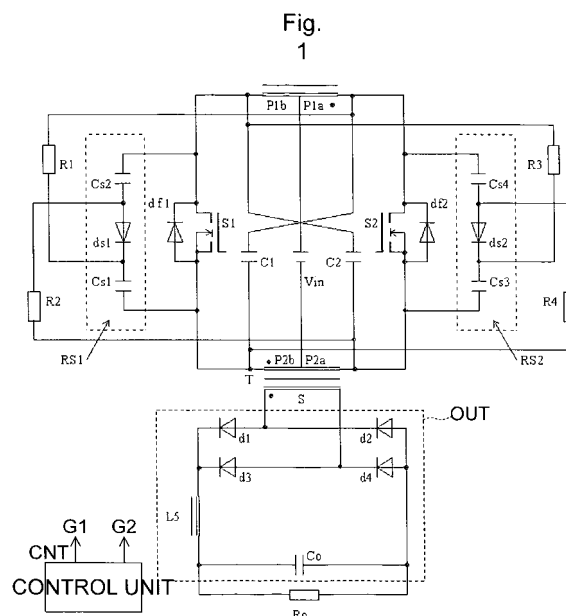 Fig.
1
P1b P1a
R1
R3
Cs2
Cs4
df1
S1
S2
df2
ds1
ds2
C1
C2
Vin
R2
Cs1
Cs3
R4
RS1
RS2
P2b P2a
T
S
OUT
d1
d2
d3
d4
L5
G1 G2
Co
CNT
CONTROL UNIT
Ro